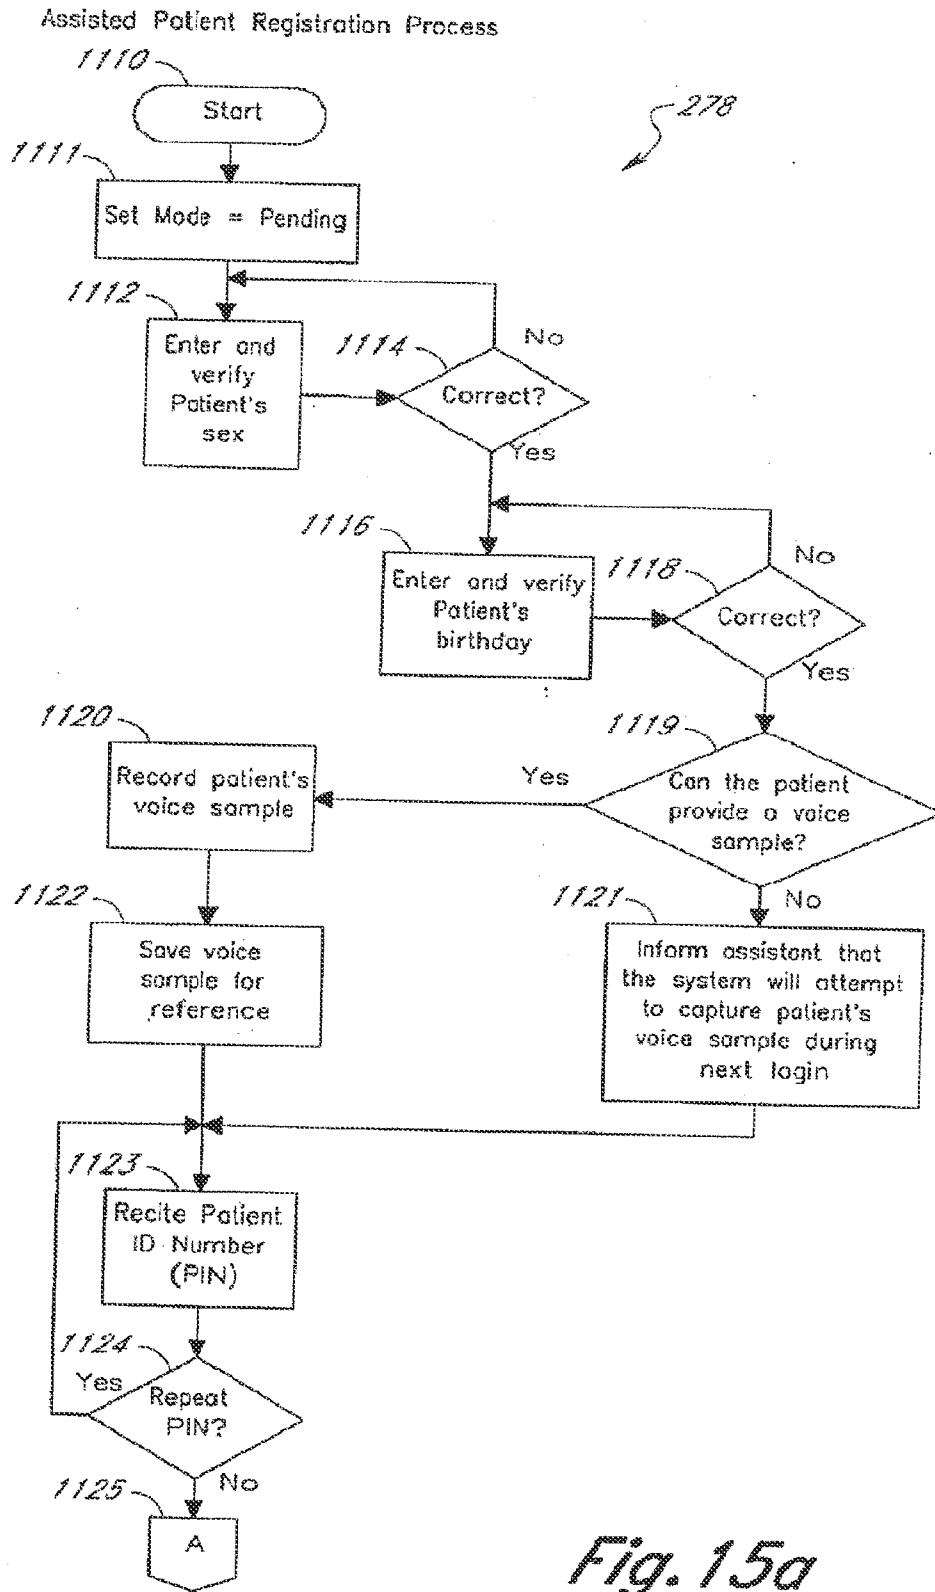 Assisted Patient Registration Process
1110
Start
278
1111
Set Mode = Pending
1112
Enter and
verify
Patient's
sex
1114
Correct?
No
Yes
1116
Enter and verify
Patient's
birthday
1118
Correct?
No
Yes
1119
Can the patient
provide a voice
sample?
Yes
No
1120
Record patient's
voice sample
1122
Save voice
sample for
reference
1121
Inform assistant that
the system will attempt
to capture patient's
voice sample during
next login
1123
Recite Patient
ID Number
(PIN)
1124
Yes
Repeat
PIN?
No
1125
A
Fig. 15a